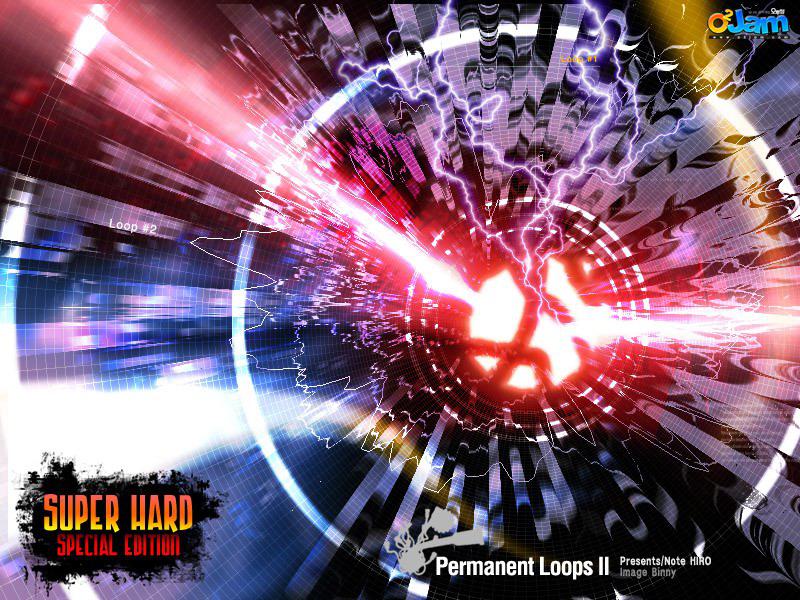 O2Jam
Loop #1
Loop #2
SUPER HARD
SPECIAL EDITION
Permanent Loops II
Presents/Note HIRO
Image Binny